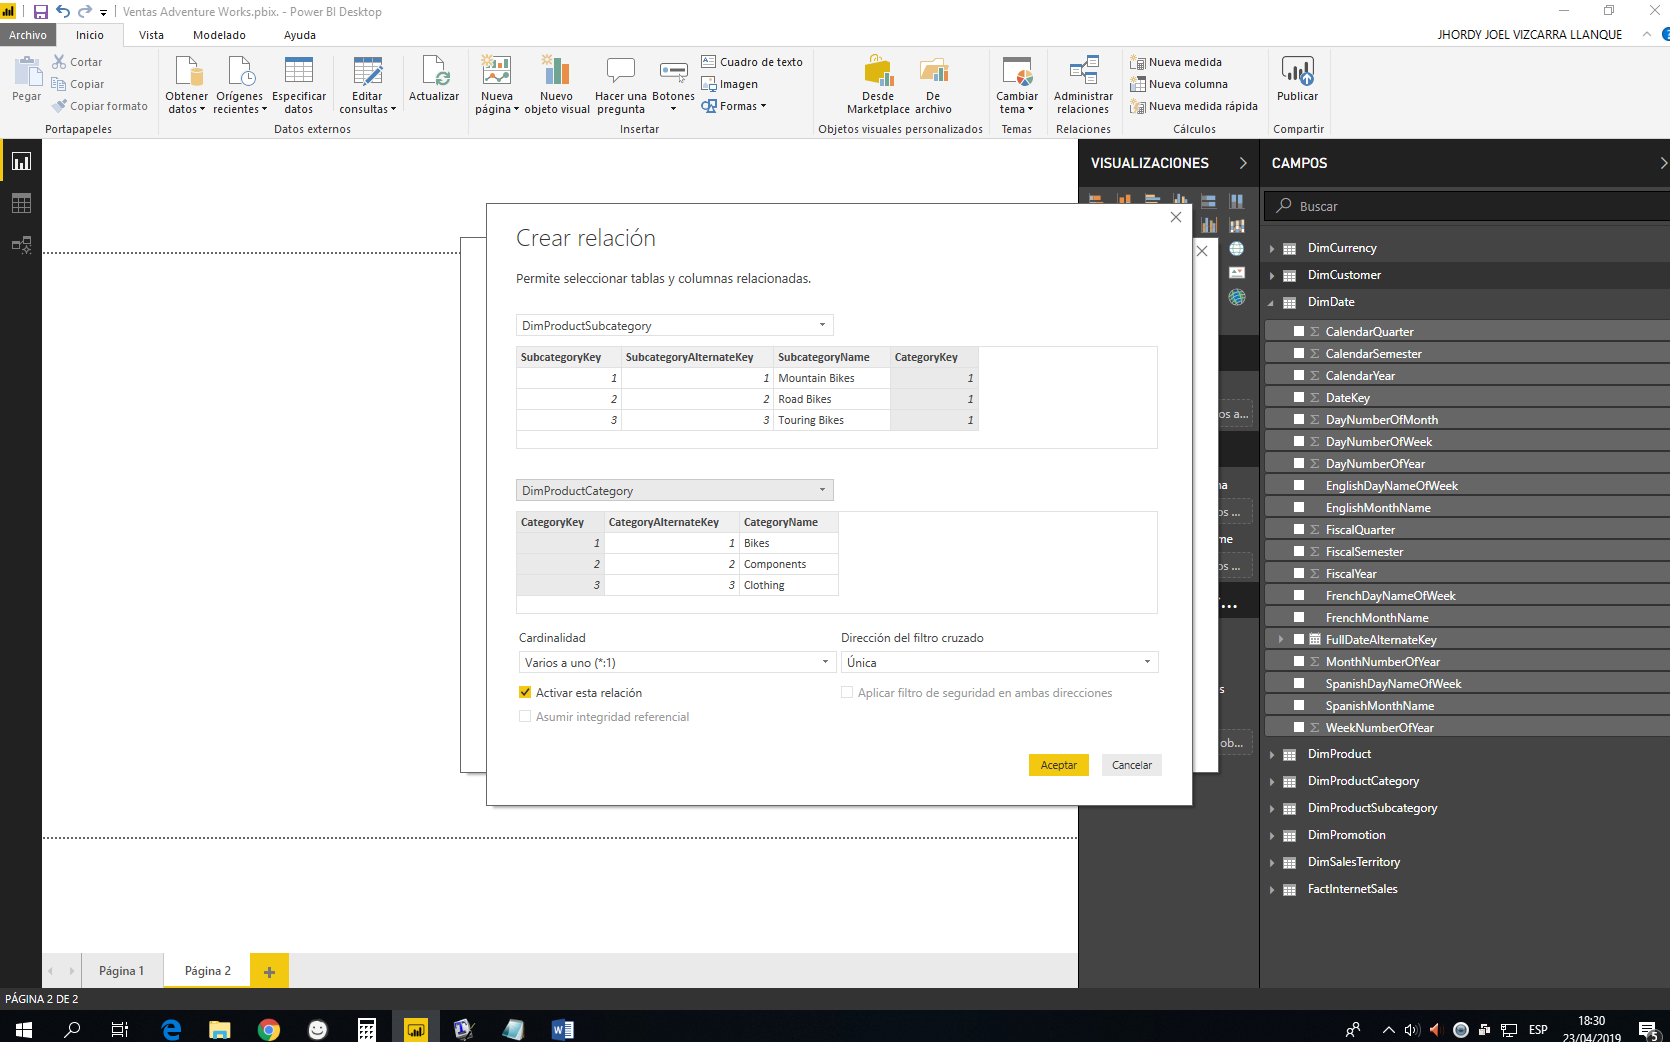 Ventas Adventure Works.pbix. - Power BI Desktop
Archivo Inicio Vista Modelado Ayuda
JHORDY JOEL VIZCARRA LLANQUE
Pegar
Cortar
Copiar
Copiar formato
Portapapeles
Obtener datos
Orígenes recientes
Especificar datos
Editar consultas
Actualizar
Datos externos
Nueva página
Nuevo objeto visual
Hacer una pregunta
Botones
Cuadro de texto
Imagen
Formas
Insertar
Desde Marketplace
De archivo
Objetos visuales personalizados
Cambiar tema
Temas
Administrar relaciones
Relaciones
Nueva medida
Nueva columna
Nueva medida rápida
Cálculos
Publicar
Compartir
VISUALIZACIONES
CAMPOS
Buscar
Crear relación
Permite seleccionar tablas y columnas relacionadas.
DimProductSubcategory
SubcategoryKey SubcategoryAlternateKey SubcategoryName CategoryKey
1 1 Mountain Bikes 1
2 2 Road Bikes 1
3 3 Touring Bikes 1
DimProductCategory
CategoryKey CategoryAlternateKey CategoryName
1 1 Bikes
2 2 Components
3 3 Clothing
Cardinalidad
Varios a uno (*:1)
Dirección del filtro cruzado
Única
Activar esta relación
Aplicar filtro de seguridad en ambas direcciones
Asumir integridad referencial
Aceptar Cancelar
os a...
na
os ...
me
os ...
...
s
ob...
DimCurrency
DimCustomer
DimDate
Σ CalendarQuarter
Σ CalendarSemester
Σ CalendarYear
Σ DateKey
Σ DayNumberOfMonth
Σ DayNumberOfWeek
Σ DayNumberOfYear
EnglishDayNameOfWeek
EnglishMonthName
Σ FiscalQuarter
Σ FiscalSemester
Σ FiscalYear
FrenchDayNameOfWeek
FrenchMonthName
FullDateAlternateKey
Σ MonthNumberOfYear
SpanishDayNameOfWeek
SpanishMonthName
Σ WeekNumberOfYear
DimProduct
DimProductCategory
DimProductSubcategory
DimPromotion
DimSalesTerritory
FactInternetSales
Página 1 Página 2 +
PÁGINA 2 DE 2
ESP
18:30
23/04/2019
5